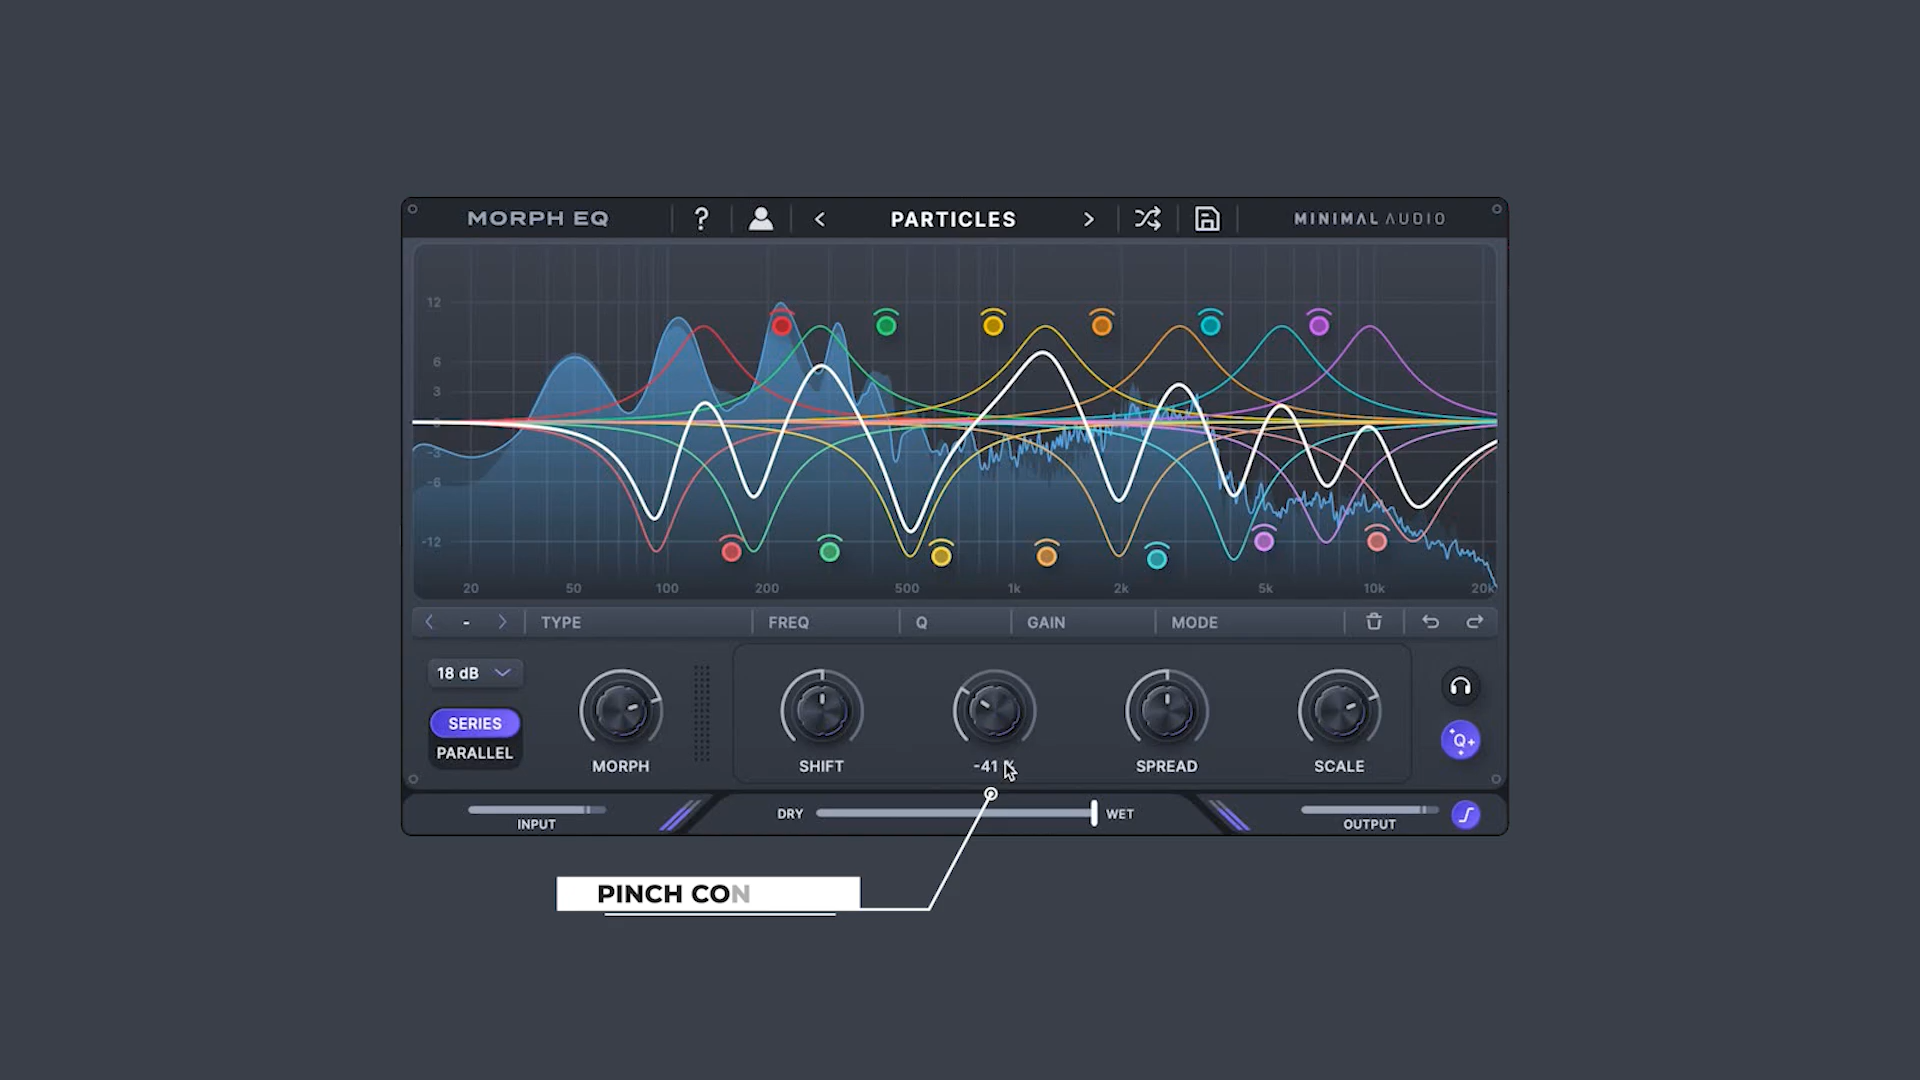 MORPH EQ ? < PARTICLES > MINIMAL AUDIO
12
6
3
-3
-6
-12
20 50 100 200 500 1k 2k 5k 10k 20k
< - > TYPE FREQ Q GAIN MODE
18 dB
SERIES
PARALLEL
MORPH SHIFT -41 SPREAD SCALE
Q+
INPUT DRY WET OUTPUT
PINCH CON